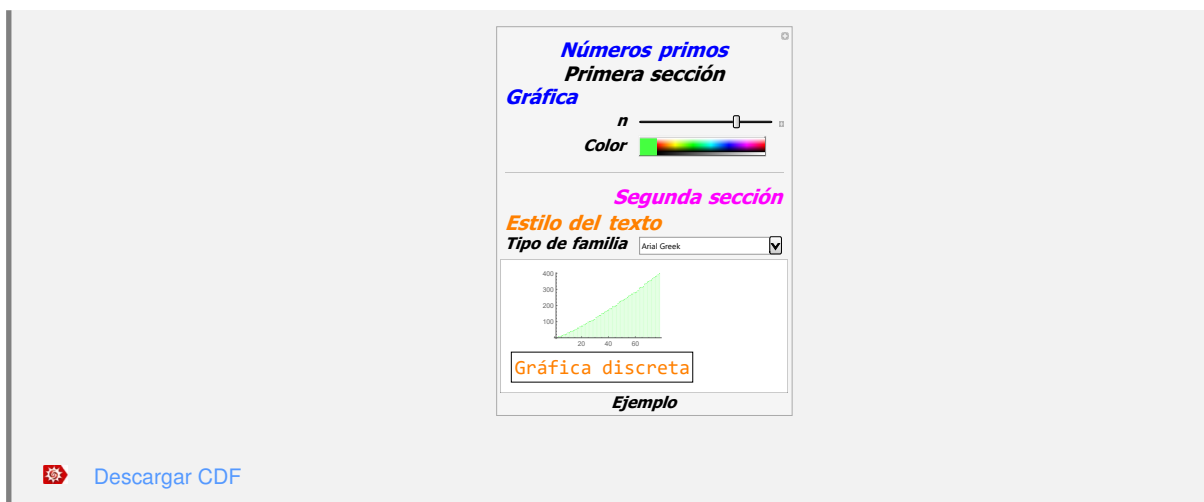 Números primos
Primera sección
Gráfica
n
Color
Segunda sección
Estilo del texto
Tipo de familia Arial Greek
400
300
200
100
20 40 60
Gráfica discreta
Ejemplo
Descargar CDF